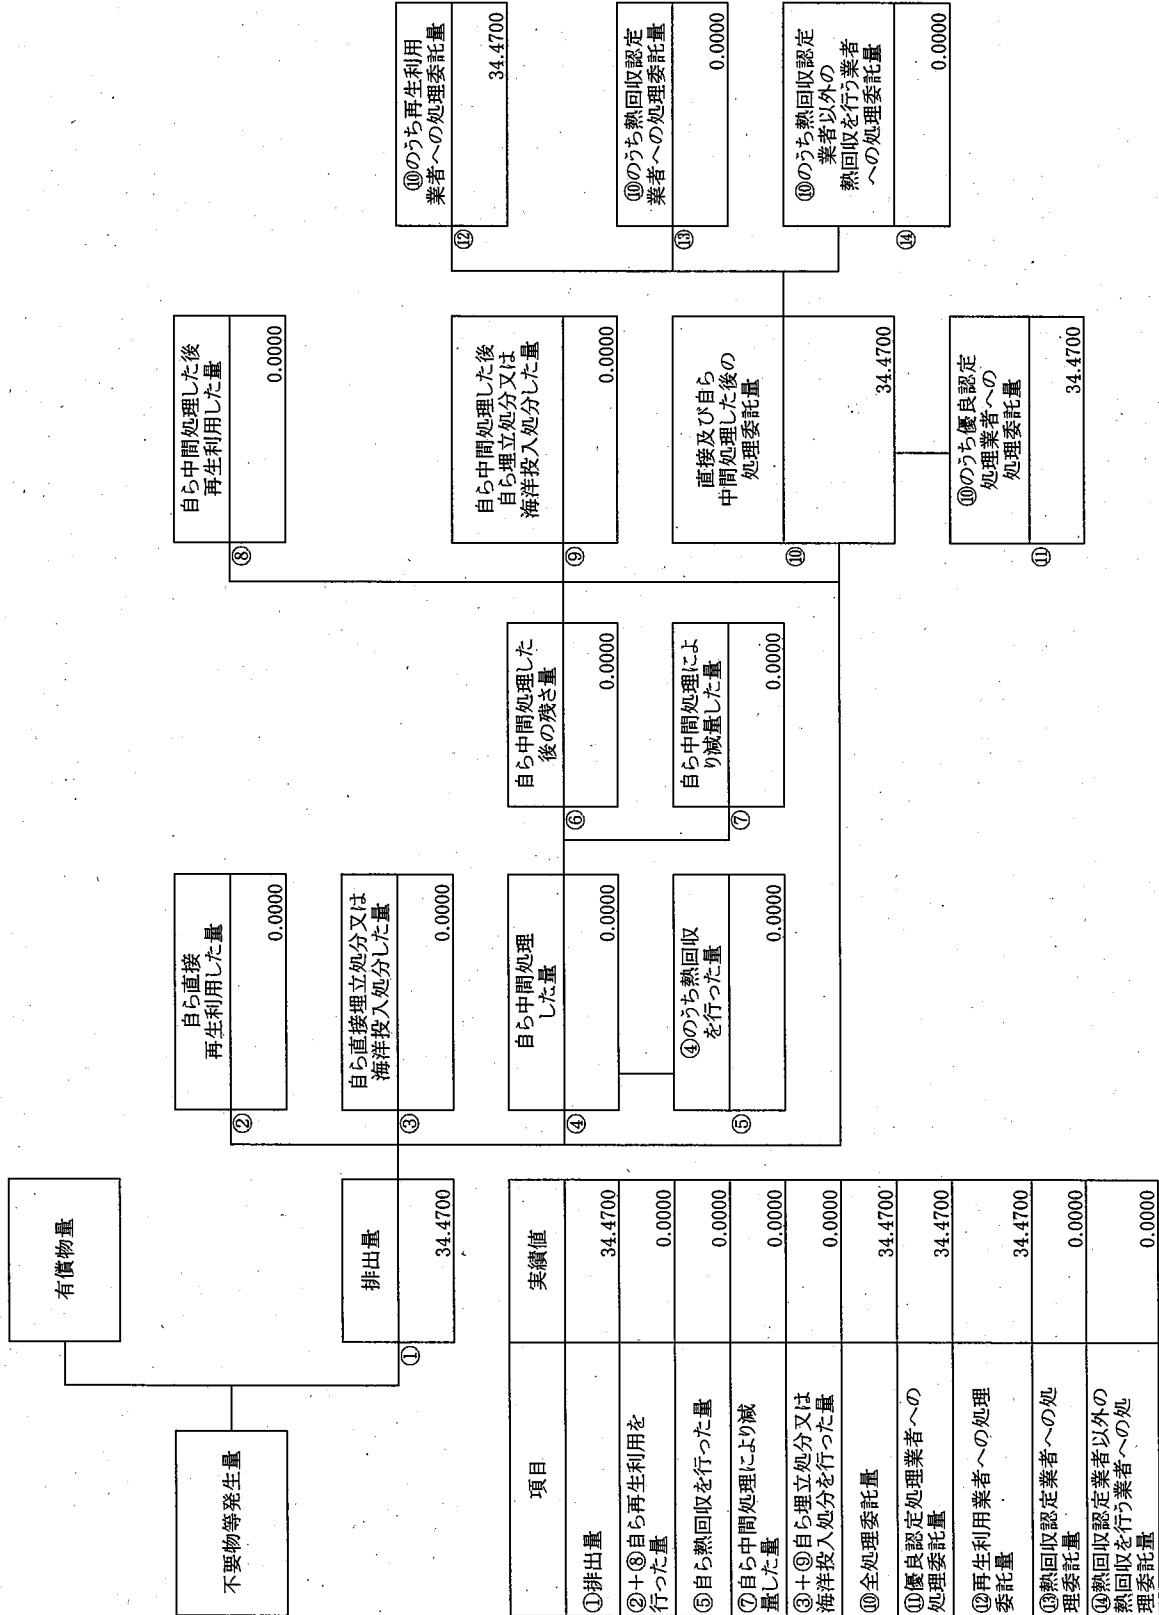 不要物等発生量
有償物量
排出量
①
34.4700
自ら直接
再生利用した量
②
0.0000
自ら直接埋立処分又は
海洋投入処分した量
③
0.0000
自ら中間処理
した量
④
0.0000
④のうち熱回収
を行った量
⑤
0.0000
自ら中間処理した
後の残さ量
⑥
0.0000
自ら中間処理によ
り減量した量
⑦
0.0000
自ら中間処理した後
再生利用した量
⑧
0.0000
自ら中間処理した後
自ら埋立処分又は
海洋投入処分した量
⑨
0.0000
直接及び自ら
中間処理した後の
処理委託量
⑩
34.4700
⑩のうち優良認定
処理業者への
処理委託量
⑪
34.4700
⑩のうち再生利用
業者への処理委託量
⑫
34.4700
⑩のうち熱回収認定
業者への処理委託量
⑬
0.0000
⑩のうち熱回収認定
業者以外の
熱回収を行う業者
への処理委託量
⑭
0.0000
項目 実績値
①排出量 34.4700
②+⑧自ら再生利用を
行った量 0.0000
⑤自ら熱回収を行った量 0.0000
⑦自ら中間処理により減
量した量 0.0000
③+⑨自ら埋立処分又は
海洋投入処分を行った量 0.0000
⑩全処理委託量 34.4700
⑪優良認定処理業者への
処理委託量 34.4700
⑫再生利用業者への処理
委託量 34.4700
⑬熱回収認定業者への処
理委託量 0.0000
⑭熱回収認定業者以外の
熱回収を行う業者への処
理委託量 0.0000